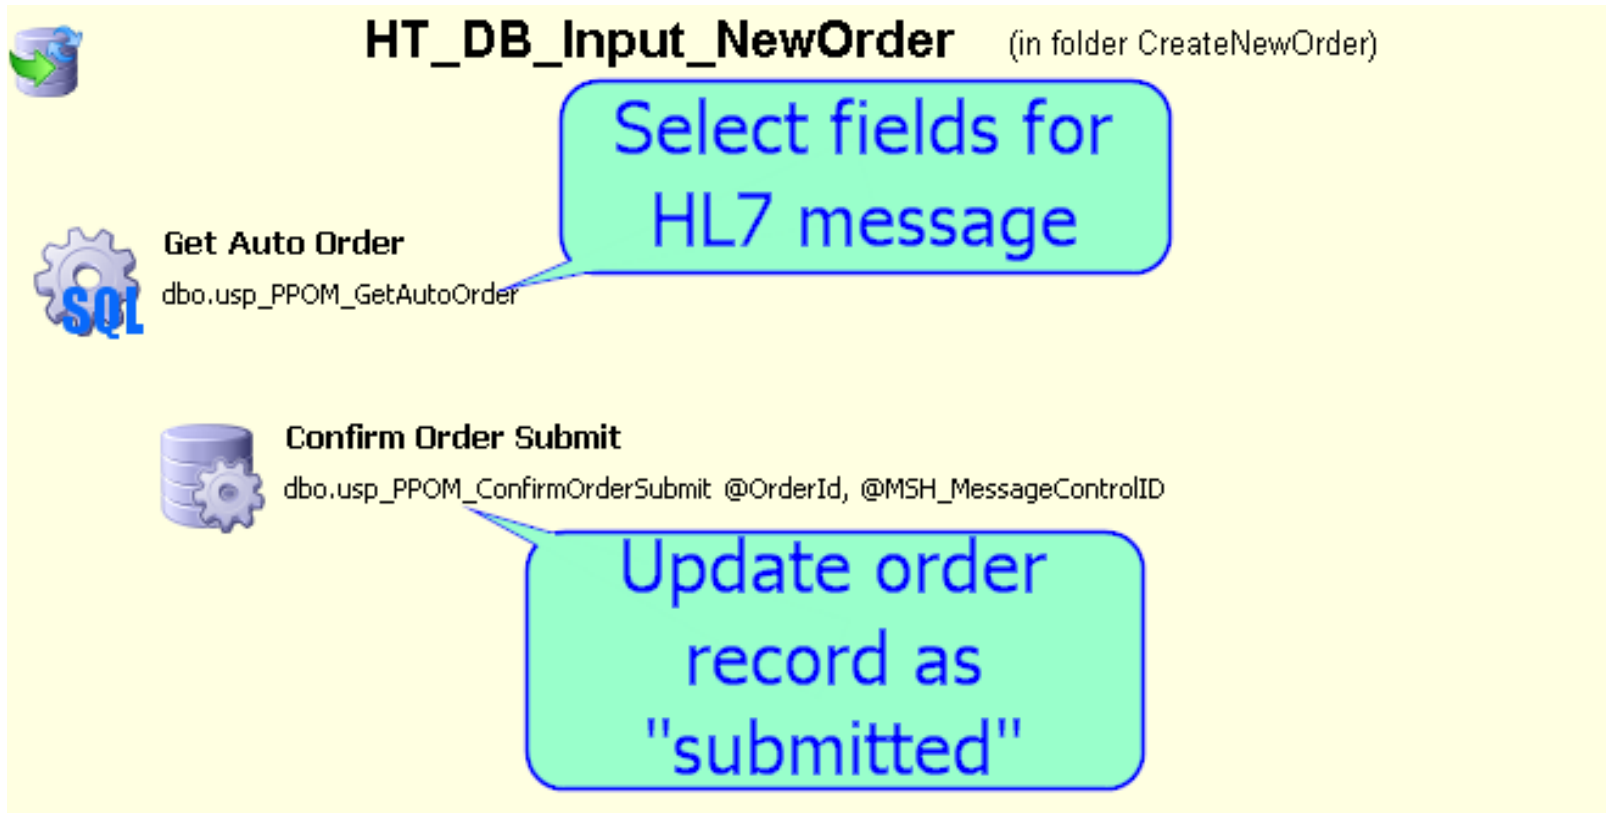 HT_DB_Input_NewOrder (in folder CreateNewOrder)
Select fields for
HL7 message
Get Auto Order
dbo.usp_PPOM_GetAutoOrder
SQL
Confirm Order Submit
dbo.usp_PPOM_ConfirmOrderSubmit @OrderId, @MSH_MessageControlID
Update order
record as
"submitted"